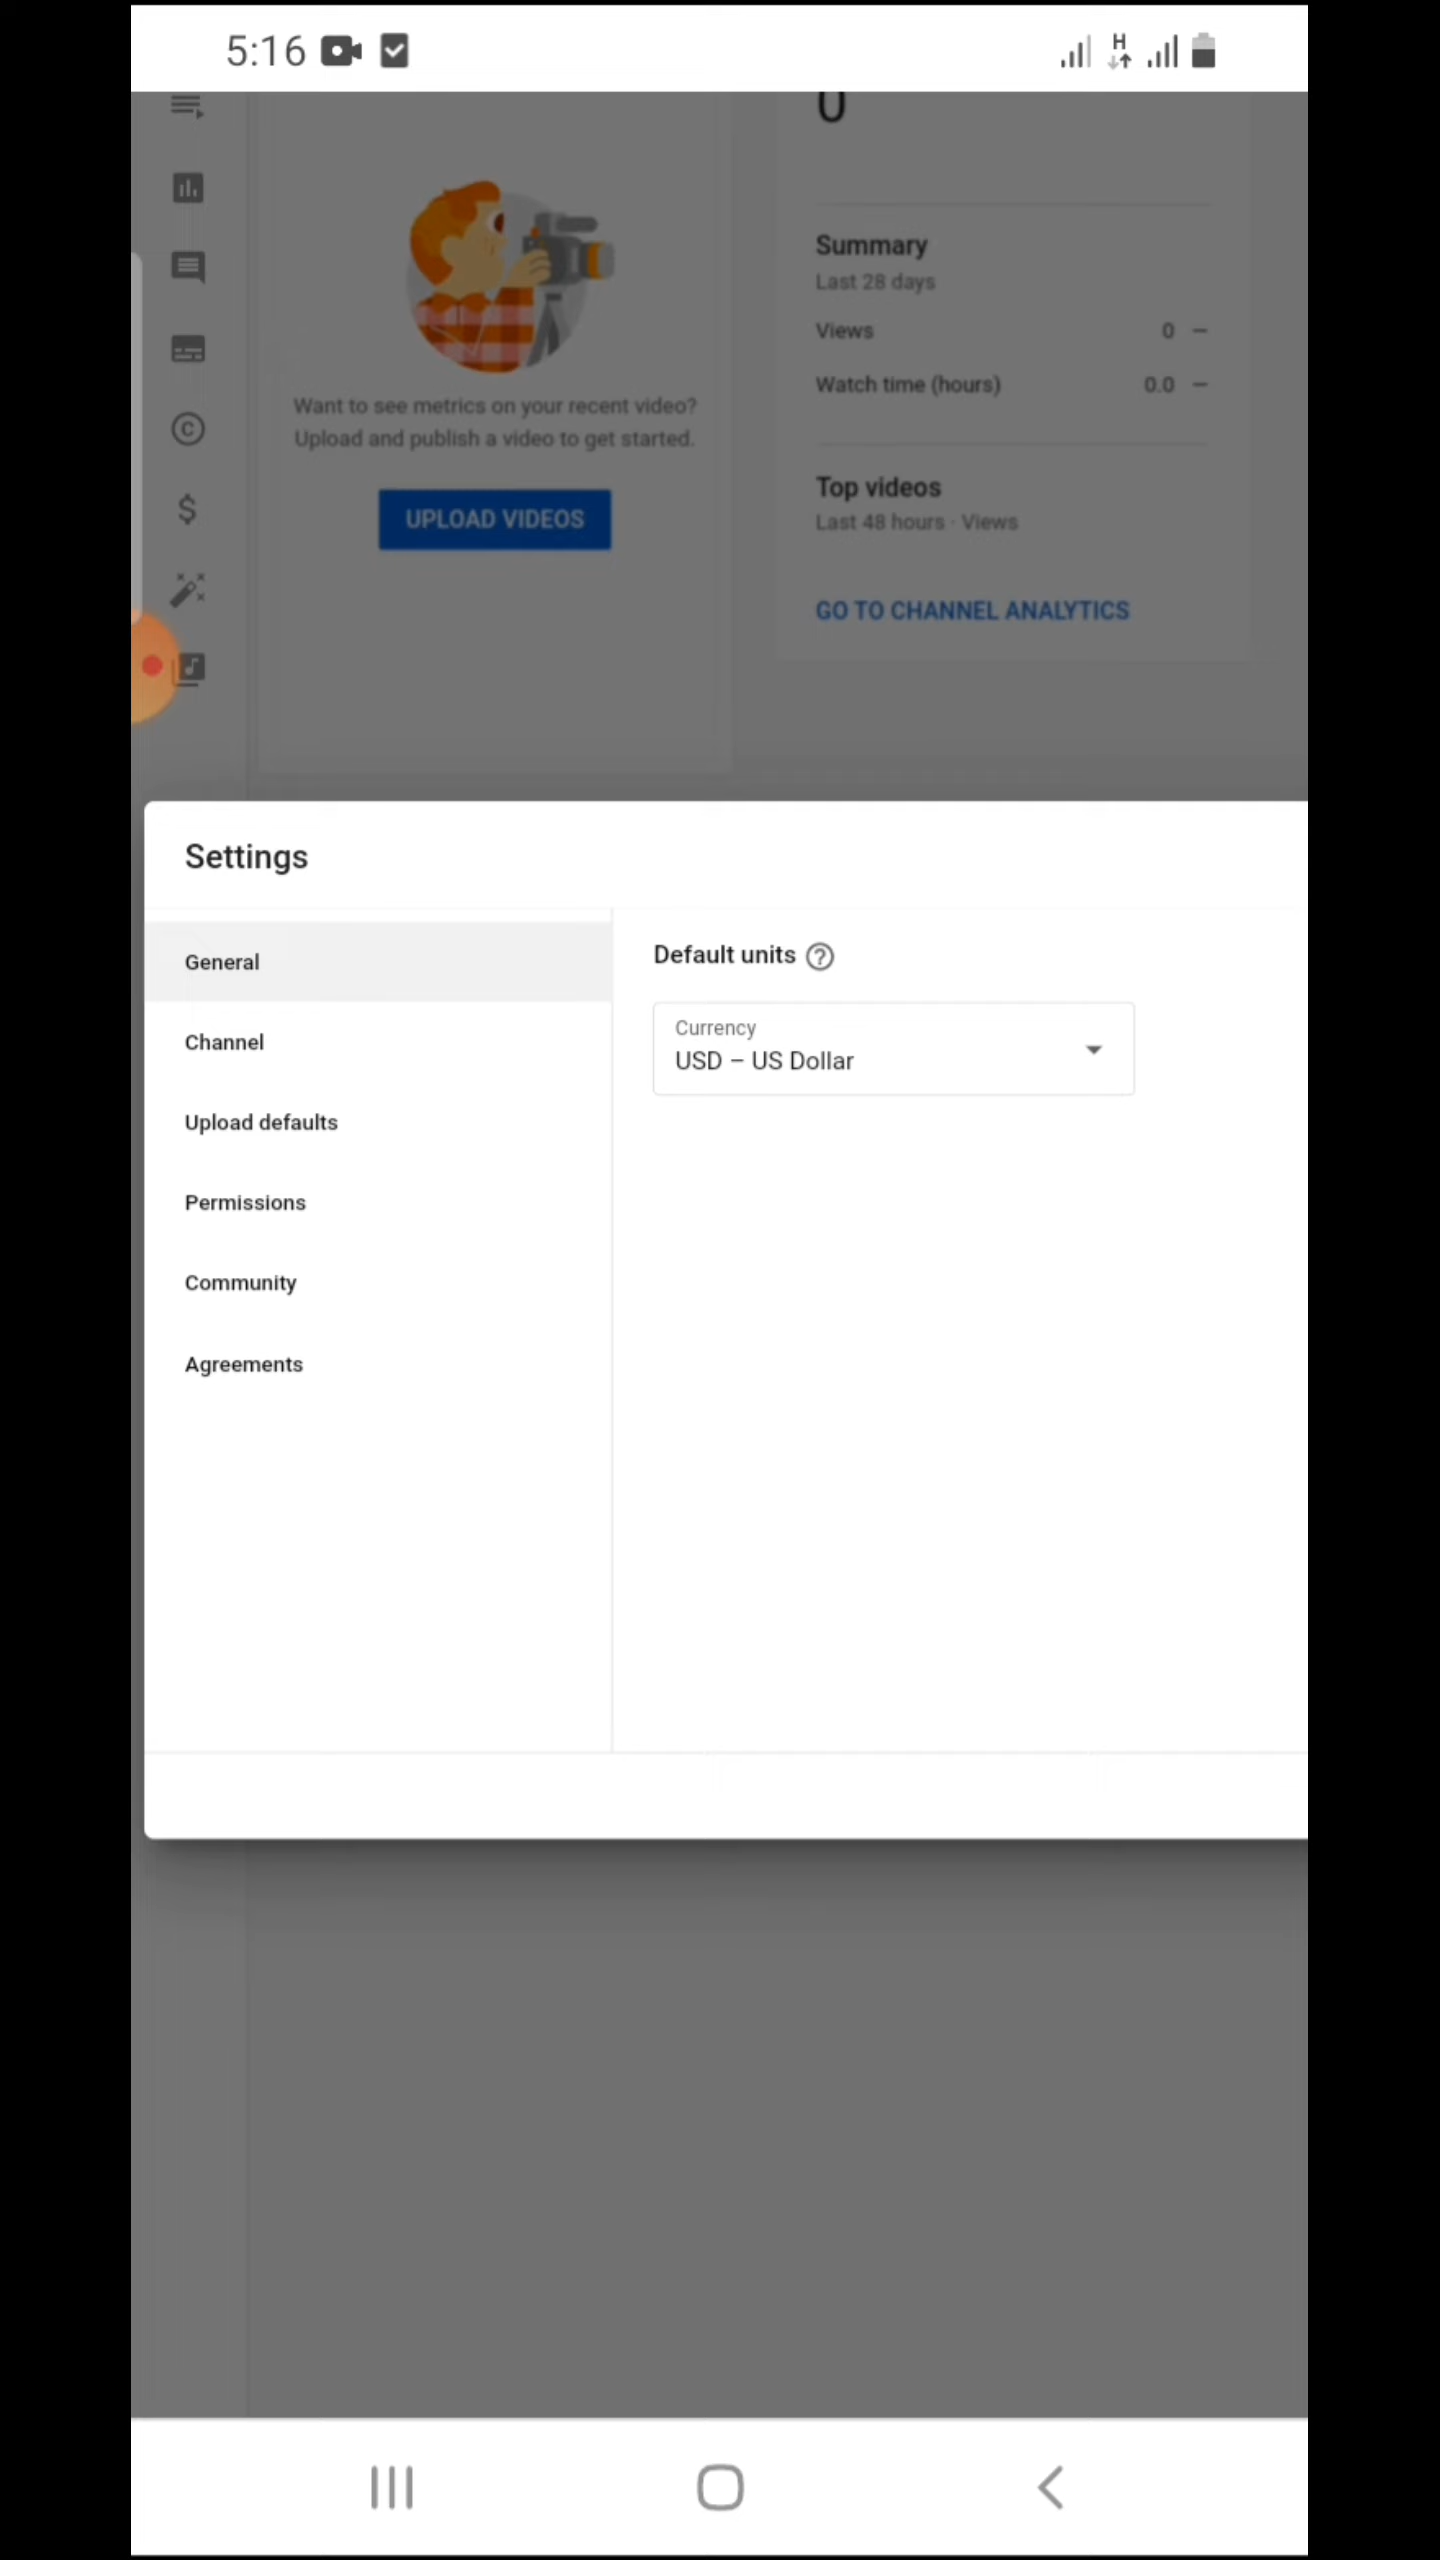 5:16
H
0
Summary
Last 28 days
Views 0 –
Watch time (hours) 0.0 –
Want to see metrics on your recent video?
Upload and publish a video to get started.
UPLOAD VIDEOS
Top videos
Last 48 hours · Views
GO TO CHANNEL ANALYTICS
Settings
General
Channel
Upload defaults
Permissions
Community
Agreements
Default units
Currency
USD – US Dollar